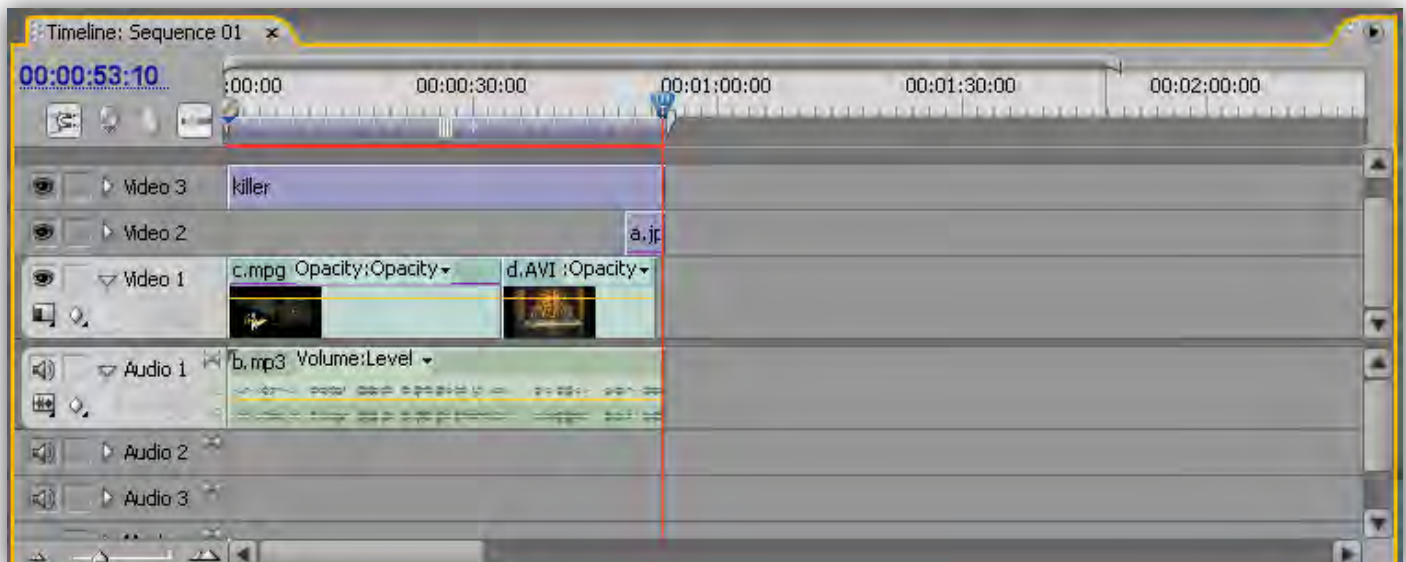 Timeline: Sequence 01 ×
00:00:53:10
:00:00 00:00:30:00 00:01:00:00 00:01:30:00 00:02:00:00
Video 3 killer
Video 2 a.jp
Video 1 c.mpg Opacity:Opacity d.AVI :Opacity
Audio 1 b.mp3 Volume:Level
Audio 2
Audio 3